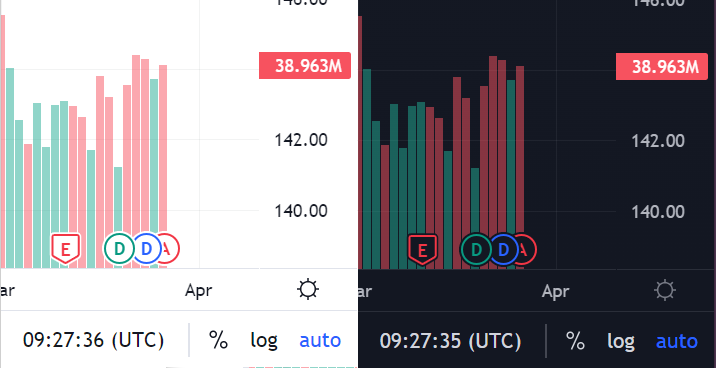 146.00
38.963M
142.00
140.00
E D D A
ar Apr
09:27:36 (UTC) % log auto
146.00
38.963M
142.00
140.00
E D D A
ar Apr
09:27:35 (UTC) % log auto